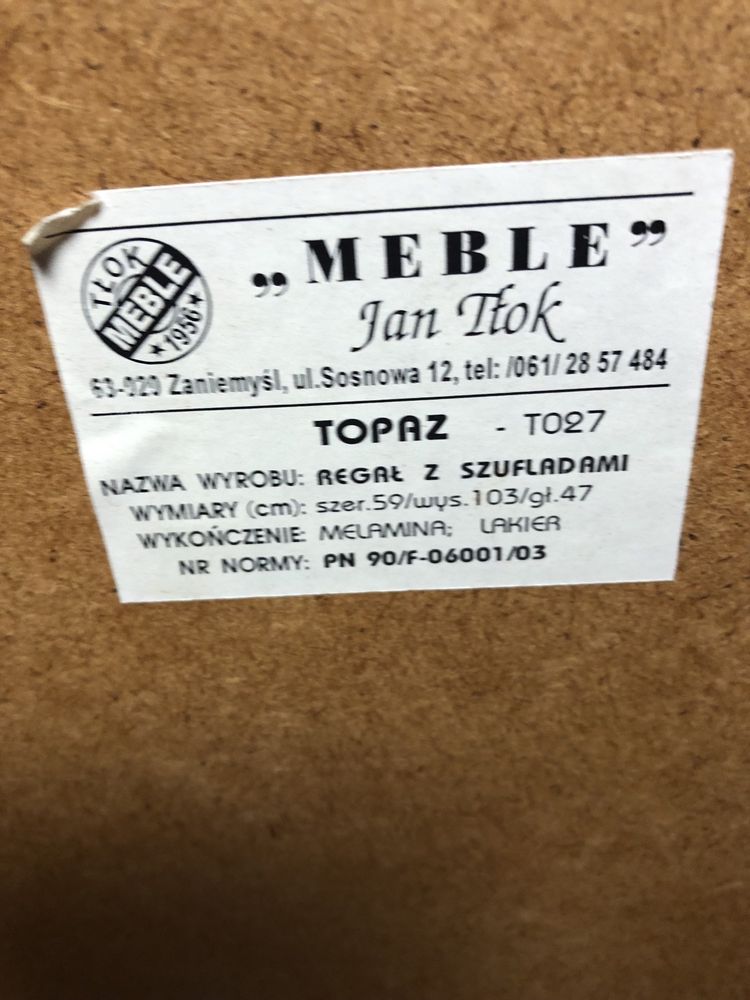 TŁOK
MEBLE
★ 1956 ★
„MEBLE”
Jan Tłok
63-020 Zaniemyśl, ul.Sosnowa 12, tel: /061/ 28 57 484
TOPAZ - T027
NAZWA WYROBU: REGAŁ Z SZUFLADAMI
WYMIARY (cm): szer.59/wys.103/gł.47
WYKOŃCZENIE: MELAMINA; LAKIER
NR NORMY: PN 90/F-06001/03